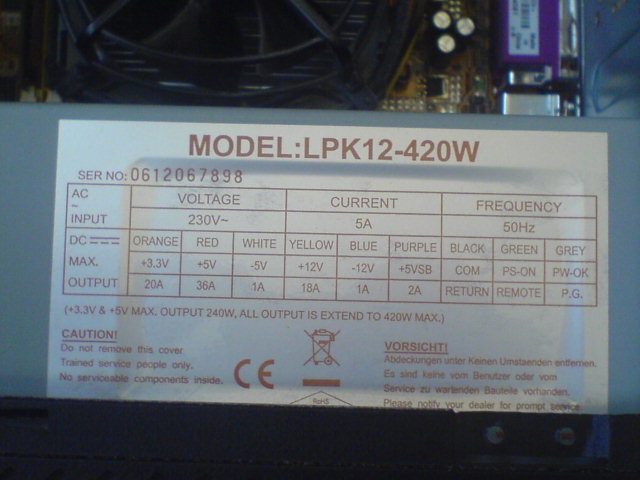 MODEL:LPK12-420W
SER NO: 0612067898
AC ~ INPUT VOLTAGE CURRENT FREQUENCY
230V~ 5A 50Hz
DC ORANGE RED WHITE YELLOW BLUE PURPLE BLACK GREEN GREY
MAX. +3.3V +5V -5V +12V -12V +5VSB COM PS-ON PW-OK
OUTPUT 20A 36A 1A 18A 1A 2A RETURN REMOTE P.G.
(+3.3V & +5V MAX. OUTPUT 240W, ALL OUTPUT IS EXTEND TO 420W MAX.)
CAUTION!
Do not remove this cover
Trained service people only.
No serviceable components inside.
CE
RoHS
VORSICHT!
Abdeckungen unter Keinen Umstaenden entfernen.
Es sind keine vom Benutzer oder vom
Service zu wartenden Bauteile vorhanden.
Please notify your dealer for prompt service